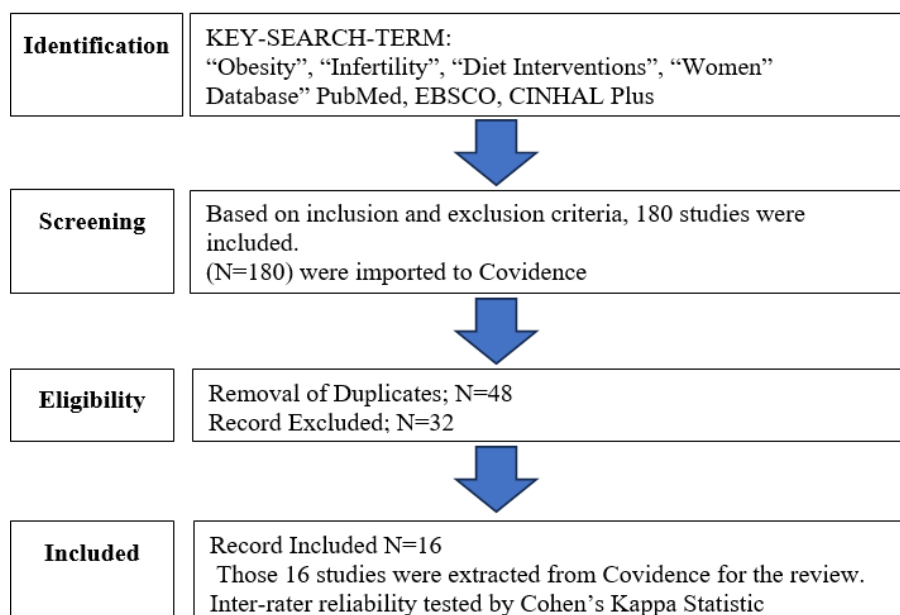 Identification
KEY-SEARCH-TERM:
“Obesity”, “Infertility”, “Diet Interventions”, “Women”
Database” PubMed, EBSCO, CINHAL Plus
Screening
Based on inclusion and exclusion criteria, 180 studies were
included.
(N=180) were imported to Covidence
Eligibility
Removal of Duplicates; N=48
Record Excluded; N=32
Included
Record Included N=16
Those 16 studies were extracted from Covidence for the review.
Inter-rater reliability tested by Cohen’s Kappa Statistic